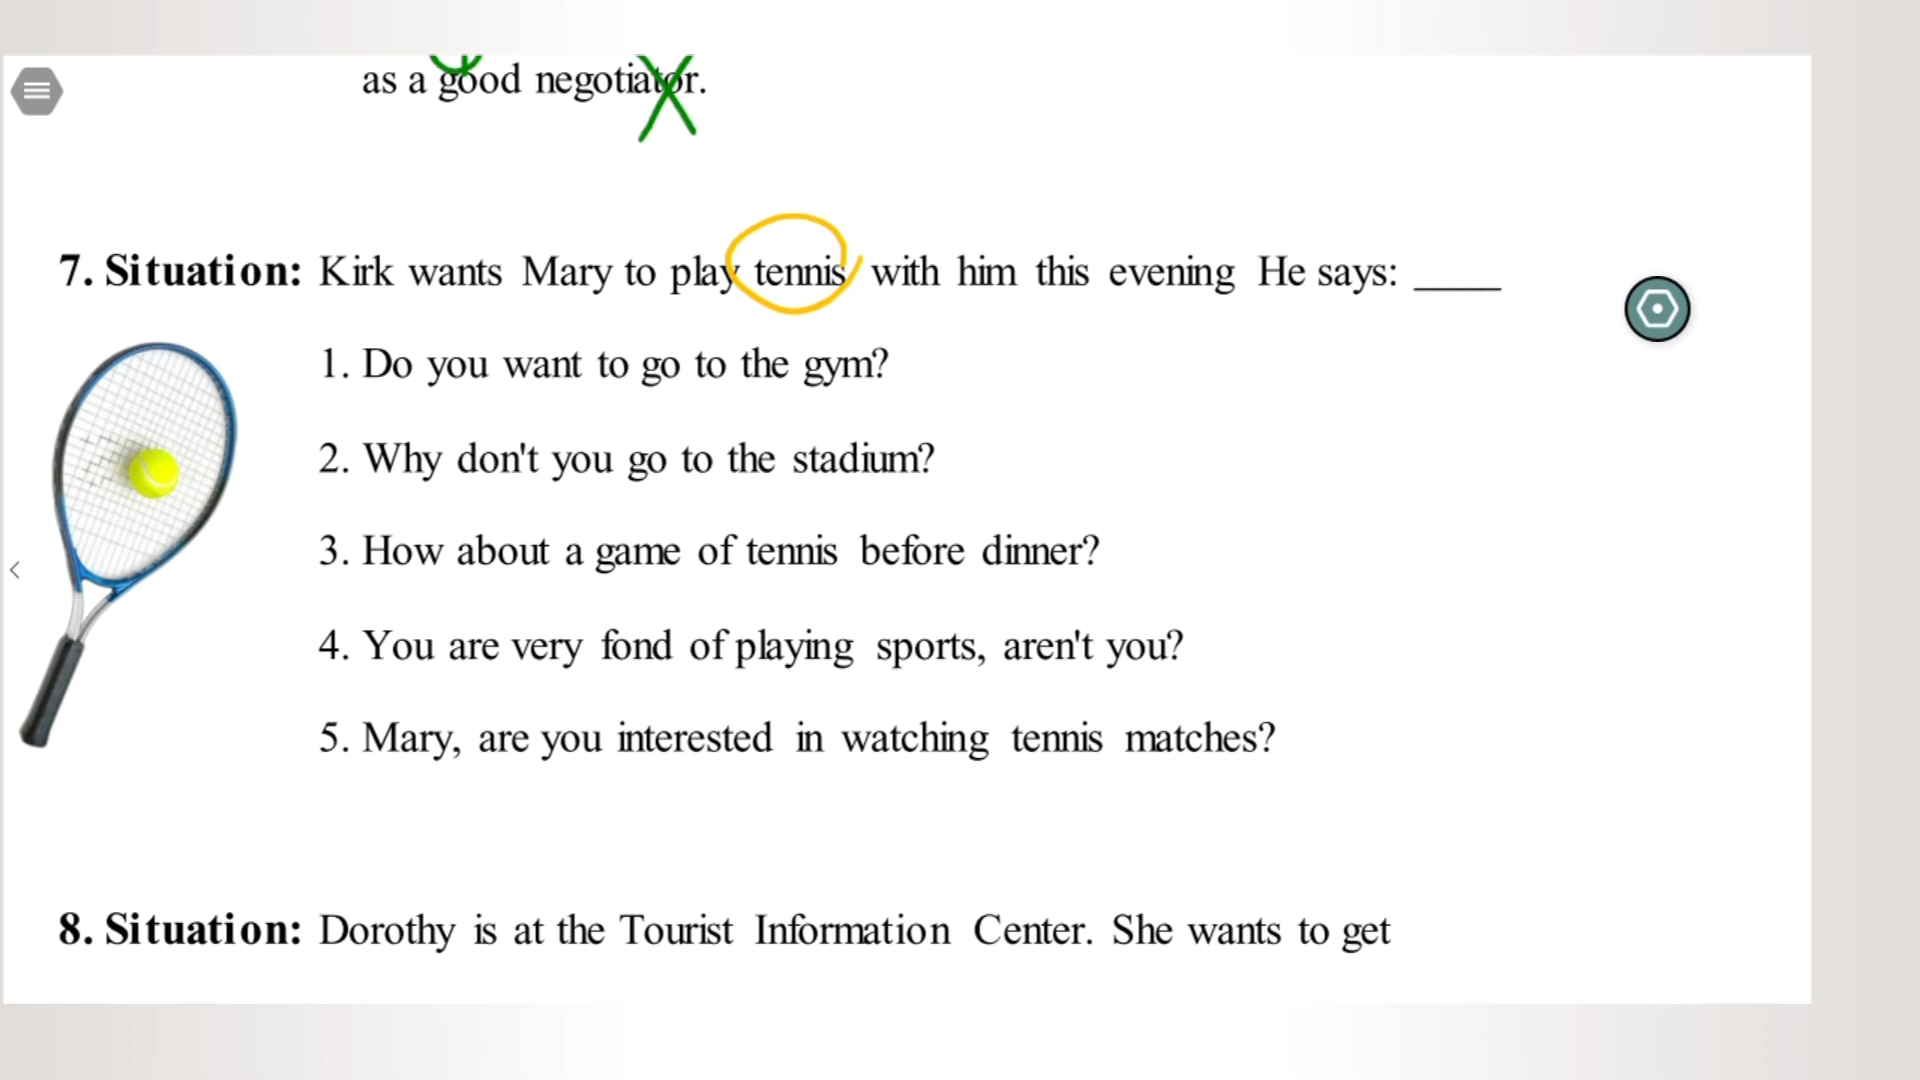 as a good negotiator.
7. Situation: Kirk wants Mary to play tennis with him this evening He says: ____
1. Do you want to go to the gym?
2. Why don't you go to the stadium?
3. How about a game of tennis before dinner?
4. You are very fond of playing sports, aren't you?
5. Mary, are you interested in watching tennis matches?
8. Situation: Dorothy is at the Tourist Information Center. She wants to get